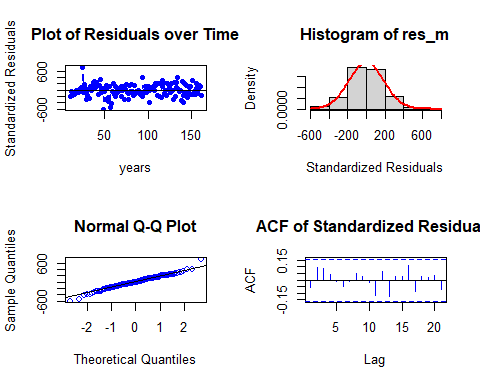 Plot of Residuals over Time
Standardized Residuals
-600 600
50 100 150
years
Histogram of res_m
Density
0.0000
-600 -200 200 600
Standardized Residuals
Normal Q-Q Plot
Sample Quantiles
-600 600
-2 -1 0 1 2
Theoretical Quantiles
ACF of Standardized Residua
ACF
-0.15 0.15
5 10 15 20
Lag